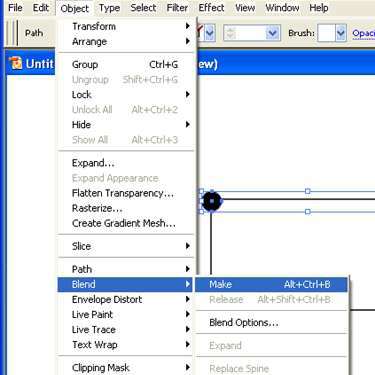 File Edit Object Type Select Filter Effect View Window Help
Path Brush: Opaci
Untit
ew)
Transform
Arrange
Group Ctrl+G
Ungroup Shift+Ctrl+G
Lock
Unlock All Alt+Ctrl+2
Hide
Show All Alt+Ctrl+3
Expand...
Expand Appearance
Flatten Transparency...
Rasterize...
Create Gradient Mesh...
Slice
Path
Blend
Envelope Distort
Live Paint
Live Trace
Text Wrap
Clipping Mask
Make Alt+Ctrl+B
Release Alt+Shift+Ctrl+B
Blend Options...
Expand
Replace Spine